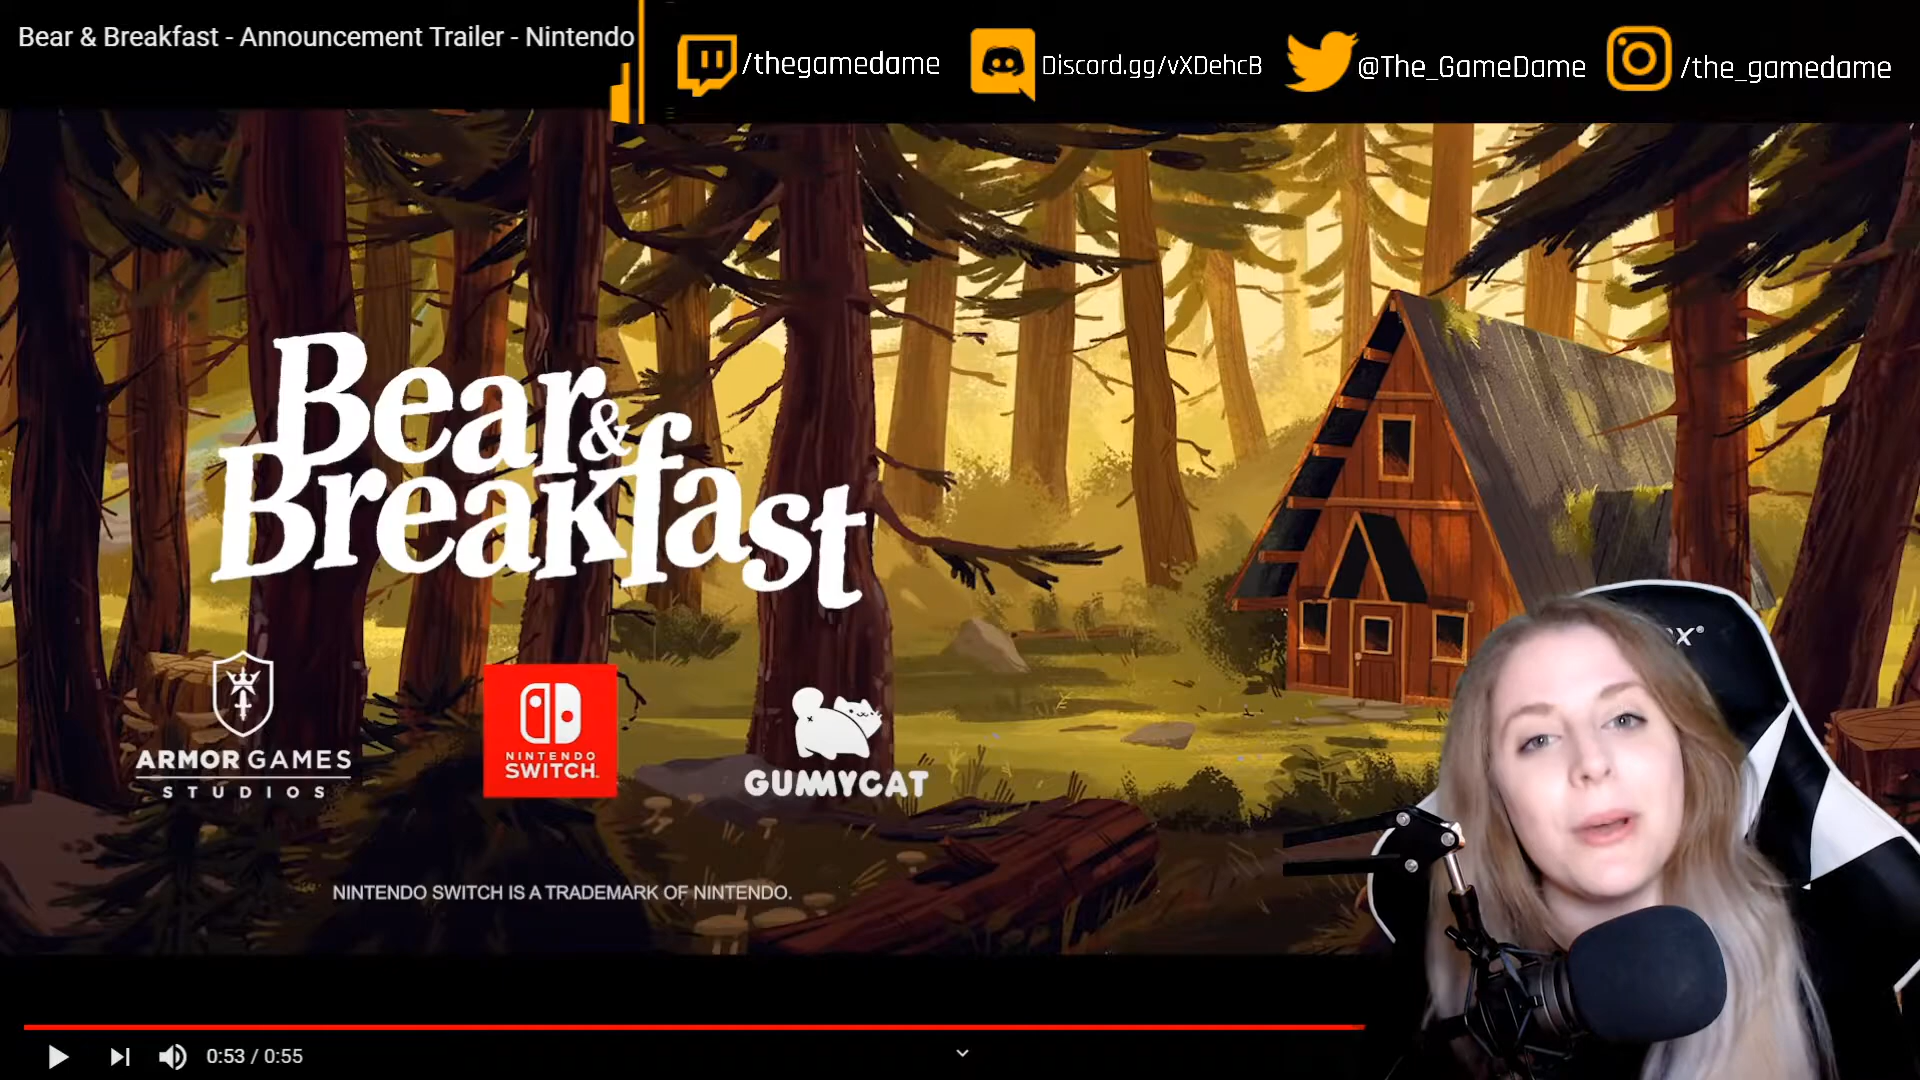 Bear & Breakfast - Announcement Trailer - Nintendo
/thegamedame
Discord.gg/vXDehcB
@The_GameDame
/the_gamedame
Bear &
Breakfast
ARMOR GAMES
STUDIOS
NINTENDO
SWITCH
GUMMYCAT
NINTENDO SWITCH IS A TRADEMARK OF NINTENDO.
0:53 / 0:55